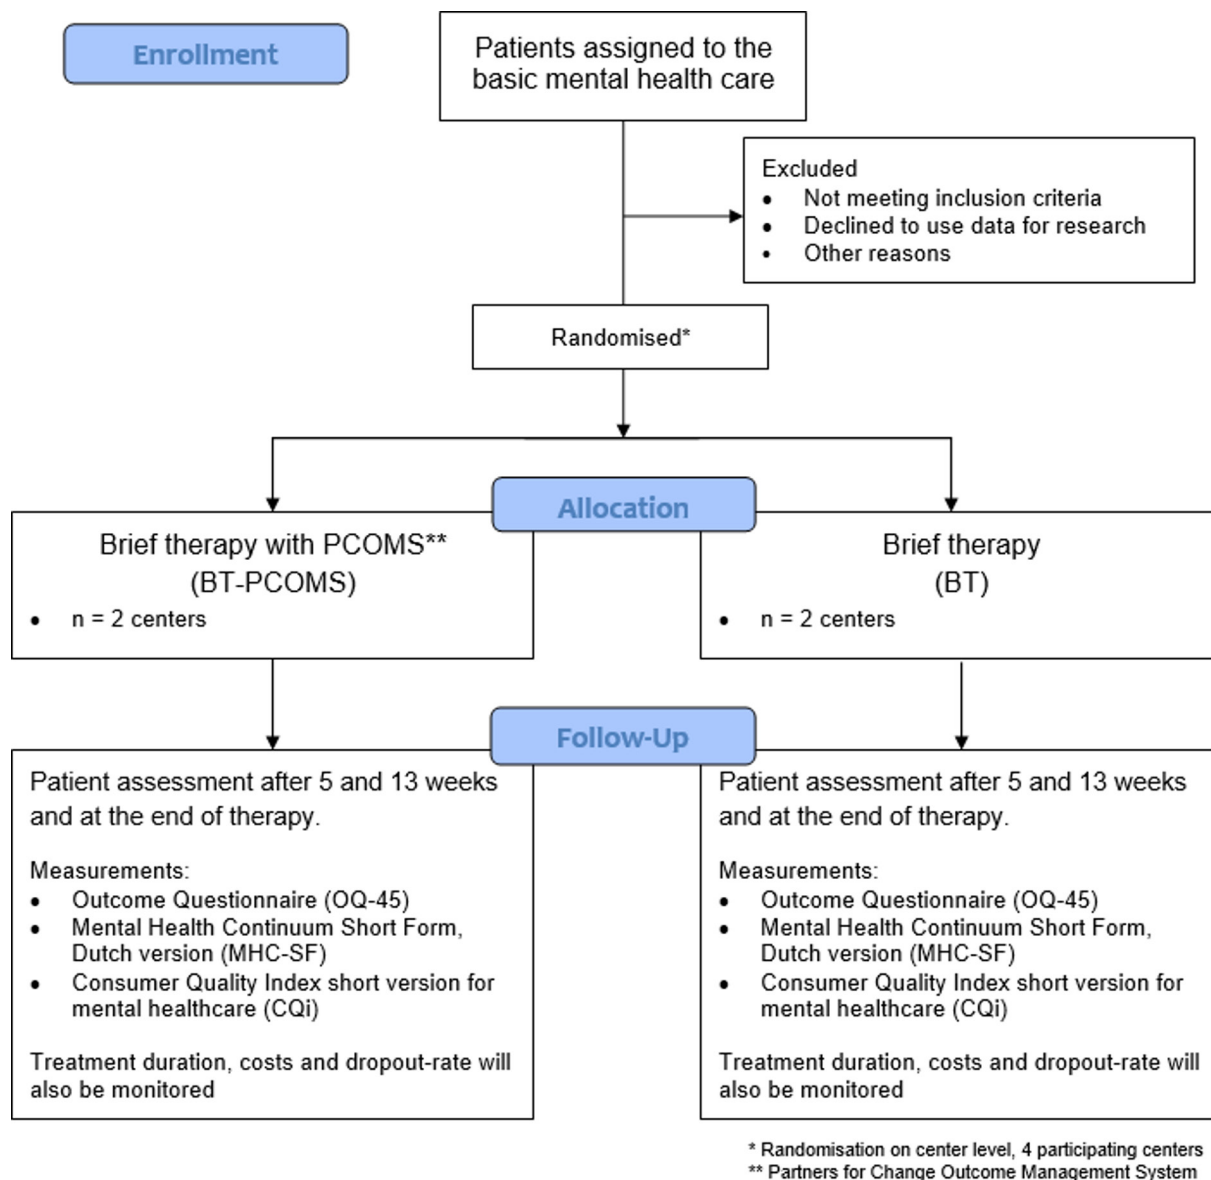 Enrollment
Patients assigned to the
basic mental health care
Excluded
• Not meeting inclusion criteria
• Declined to use data for research
• Other reasons
Randomised*
Allocation
Brief therapy with PCOMS**
(BT-PCOMS)
• n = 2 centers
Brief therapy
(BT)
• n = 2 centers
Follow-Up
Patient assessment after 5 and 13 weeks
and at the end of therapy.
Measurements:
• Outcome Questionnaire (OQ-45)
• Mental Health Continuum Short Form,
Dutch version (MHC-SF)
• Consumer Quality Index short version for
mental healthcare (CQi)
Treatment duration, costs and dropout-rate will
also be monitored
Patient assessment after 5 and 13 weeks
and at the end of therapy.
Measurements:
• Outcome Questionnaire (OQ-45)
• Mental Health Continuum Short Form,
Dutch version (MHC-SF)
• Consumer Quality Index short version for
mental healthcare (CQi)
Treatment duration, costs and dropout-rate will
also be monitored
* Randomisation on center level, 4 participating centers
** Partners for Change Outcome Management System